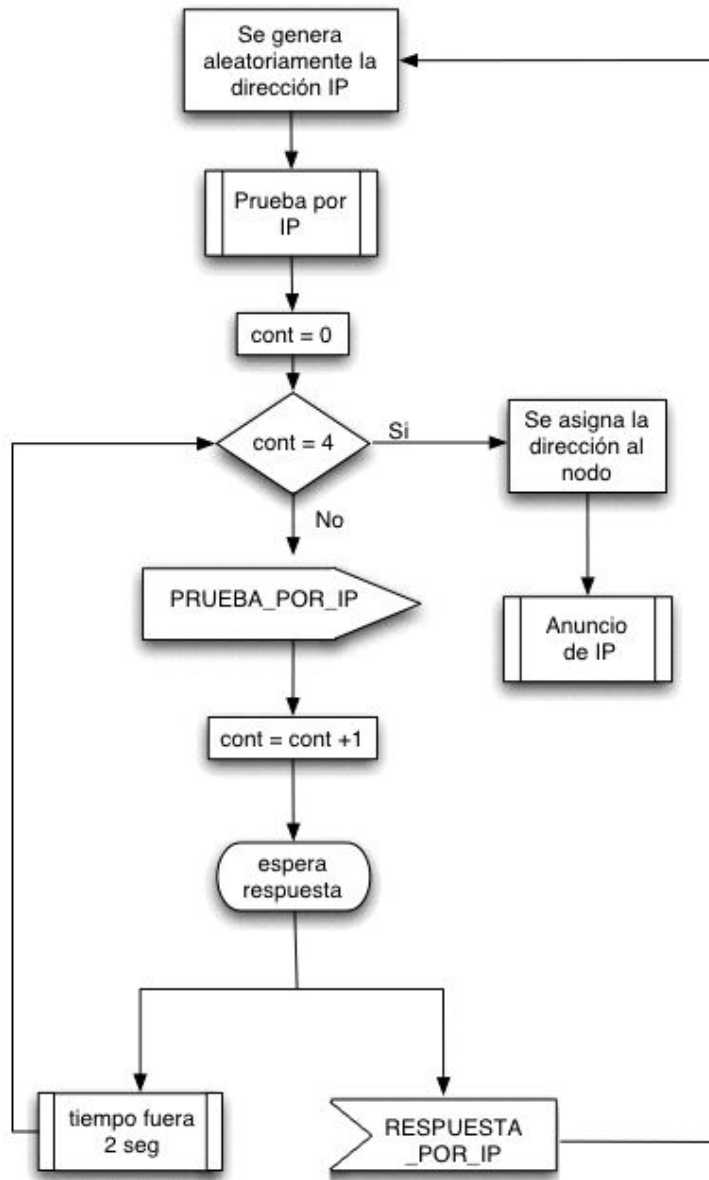 Se genera
aleatoriamente la
dirección IP
Prueba por
IP
cont = 0
cont = 4
Si
Se asigna la
dirección al
nodo
No
PRUEBA_POR_IP
Anuncio
de IP
cont = cont +1
espera
respuesta
tiempo fuera
2 seg
RESPUESTA
_POR_IP